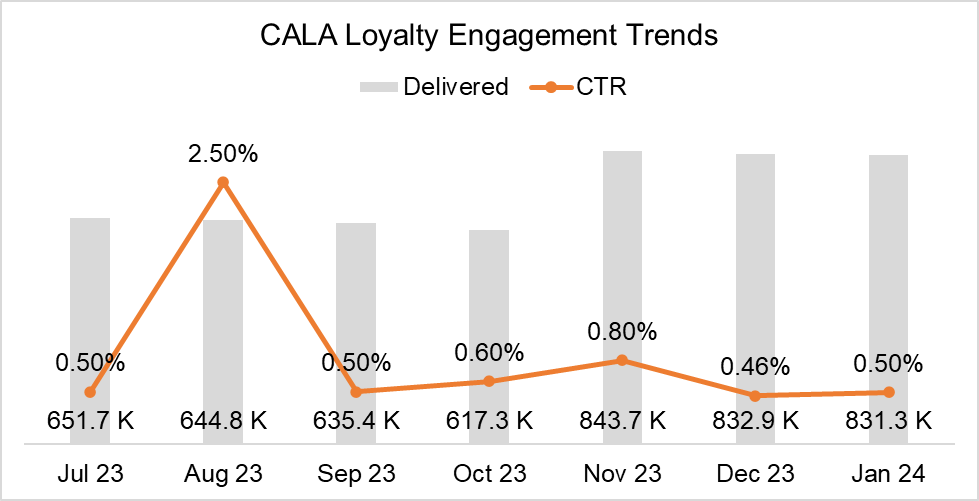 CALA Loyalty Engagement Trends
Delivered CTR
2.50%
0.50% 0.50% 0.60% 0.80% 0.46% 0.50%
651.7 K 644.8 K 635.4 K 617.3 K 843.7 K 832.9 K 831.3 K
Jul 23 Aug 23 Sep 23 Oct 23 Nov 23 Dec 23 Jan 24